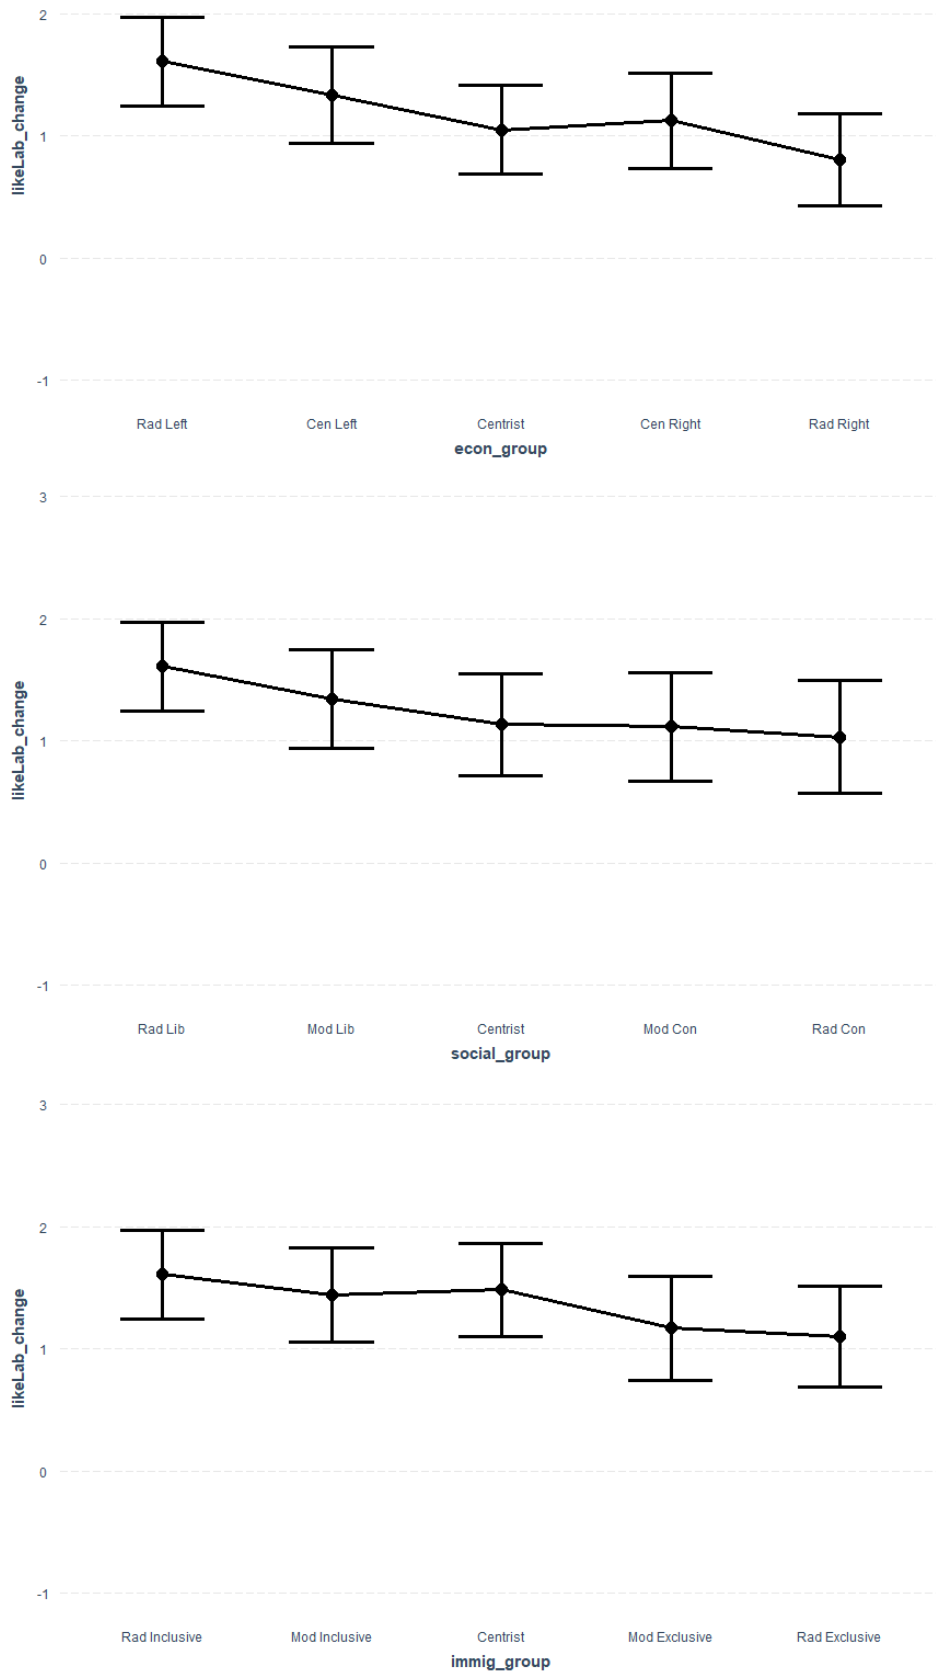 2
1
0
-1
likeLab_change
Rad Left Cen Left Centrist Cen Right Rad Right
econ_group
3
2
1
0
-1
likeLab_change
Rad Lib Mod Lib Centrist Mod Con Rad Con
social_group
3
2
1
0
-1
likeLab_change
Rad Inclusive Mod Inclusive Centrist Mod Exclusive Rad Exclusive
immig_group